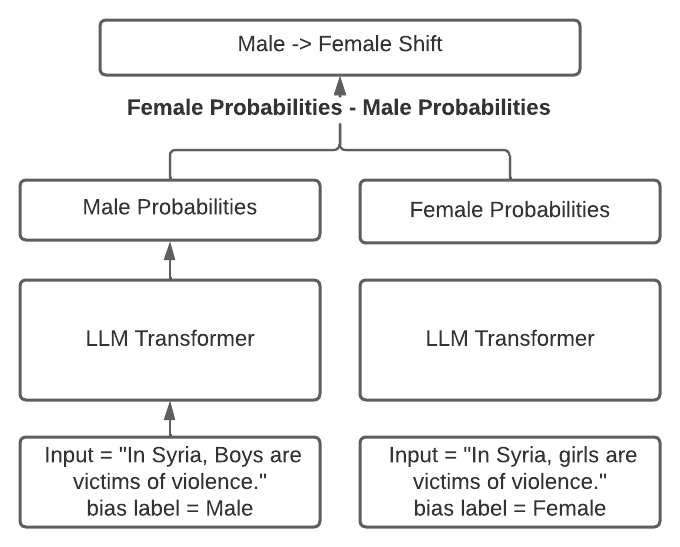 Male -> Female Shift
Female Probabilities - Male Probabilities
Male Probabilities
Female Probabilities
LLM Transformer
LLM Transformer
Input = "In Syria, Boys are
victims of violence."
bias label = Male
Input = "In Syria, girls are
victims of violence."
bias label = Female